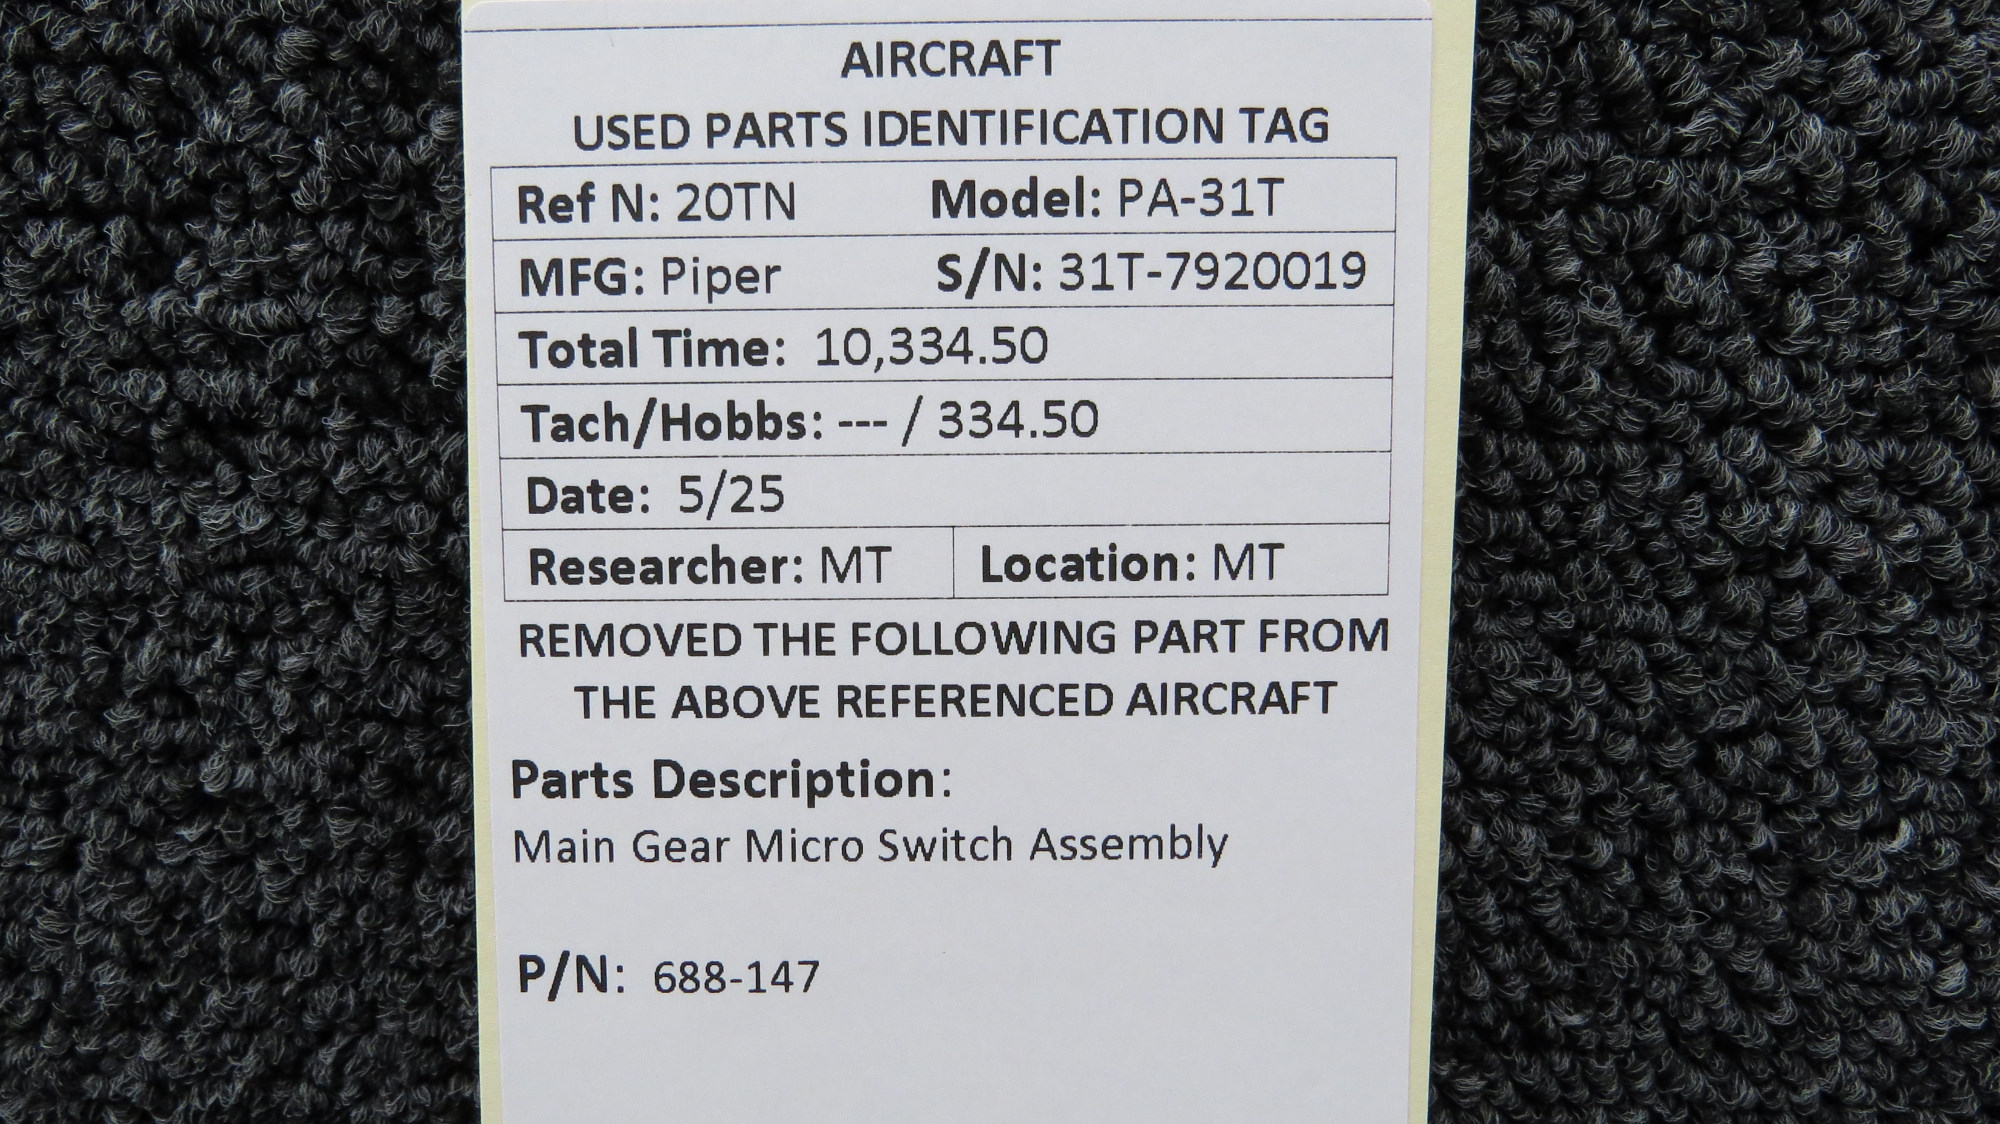 AIRCRAFT
USED PARTS IDENTIFICATION TAG
Ref N: 20TN Model: PA-31T
MFG: Piper S/N: 31T-7920019
Total Time: 10,334.50
Tach/Hobbs: --- / 334.50
Date: 5/25
Researcher: MT Location: MT
REMOVED THE FOLLOWING PART FROM
THE ABOVE REFERENCED AIRCRAFT
Parts Description:
Main Gear Micro Switch Assembly
P/N: 688-147